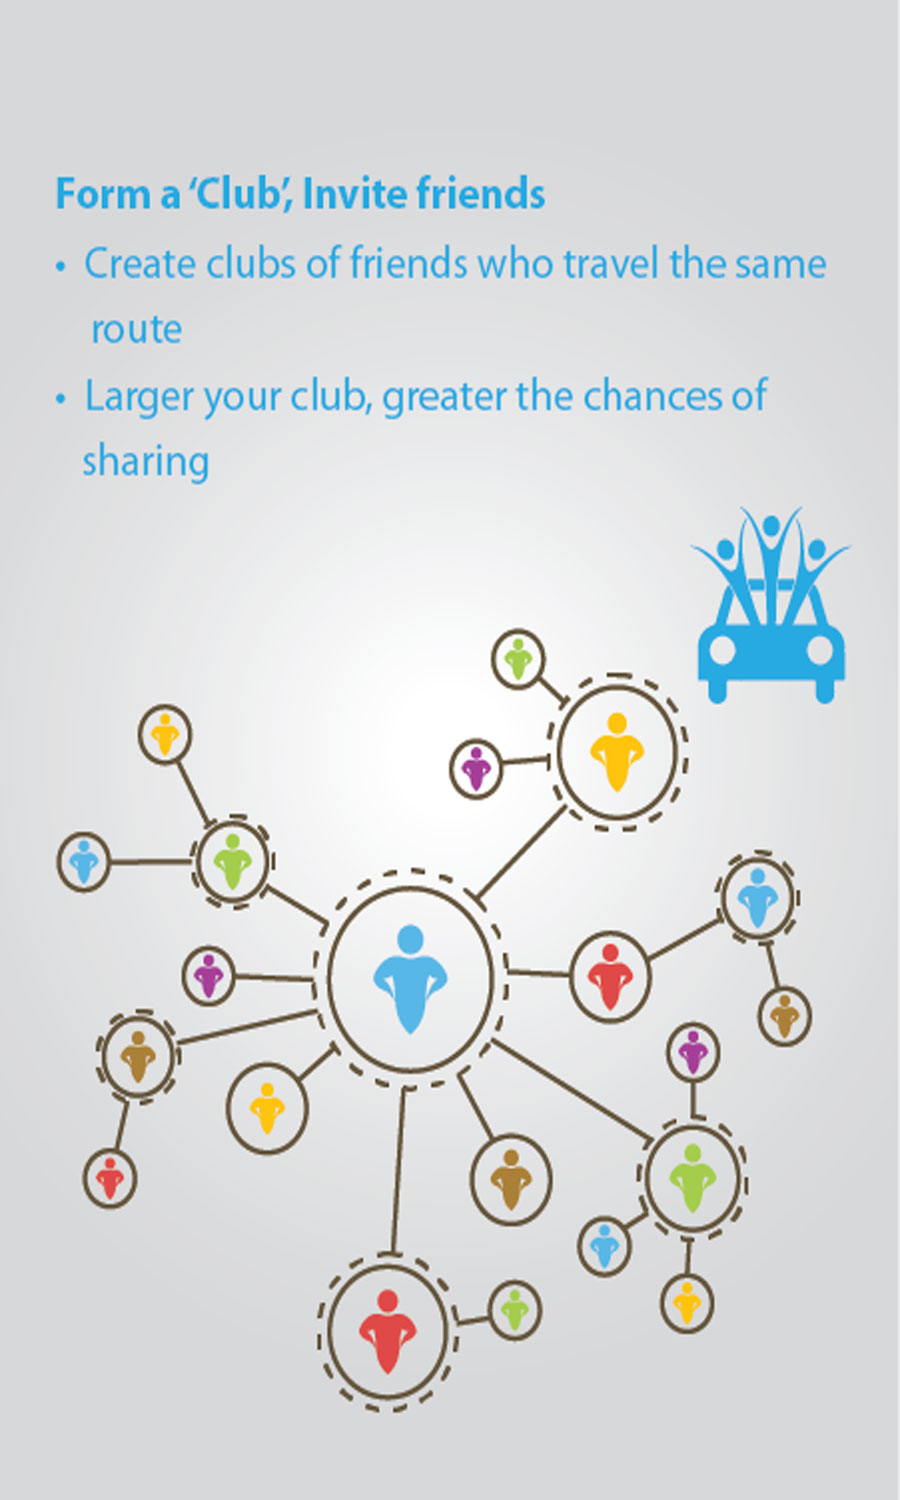 Form a ‘Club’, Invite friends
• Create clubs of friends who travel the same
route
• Larger your club, greater the chances of
sharing